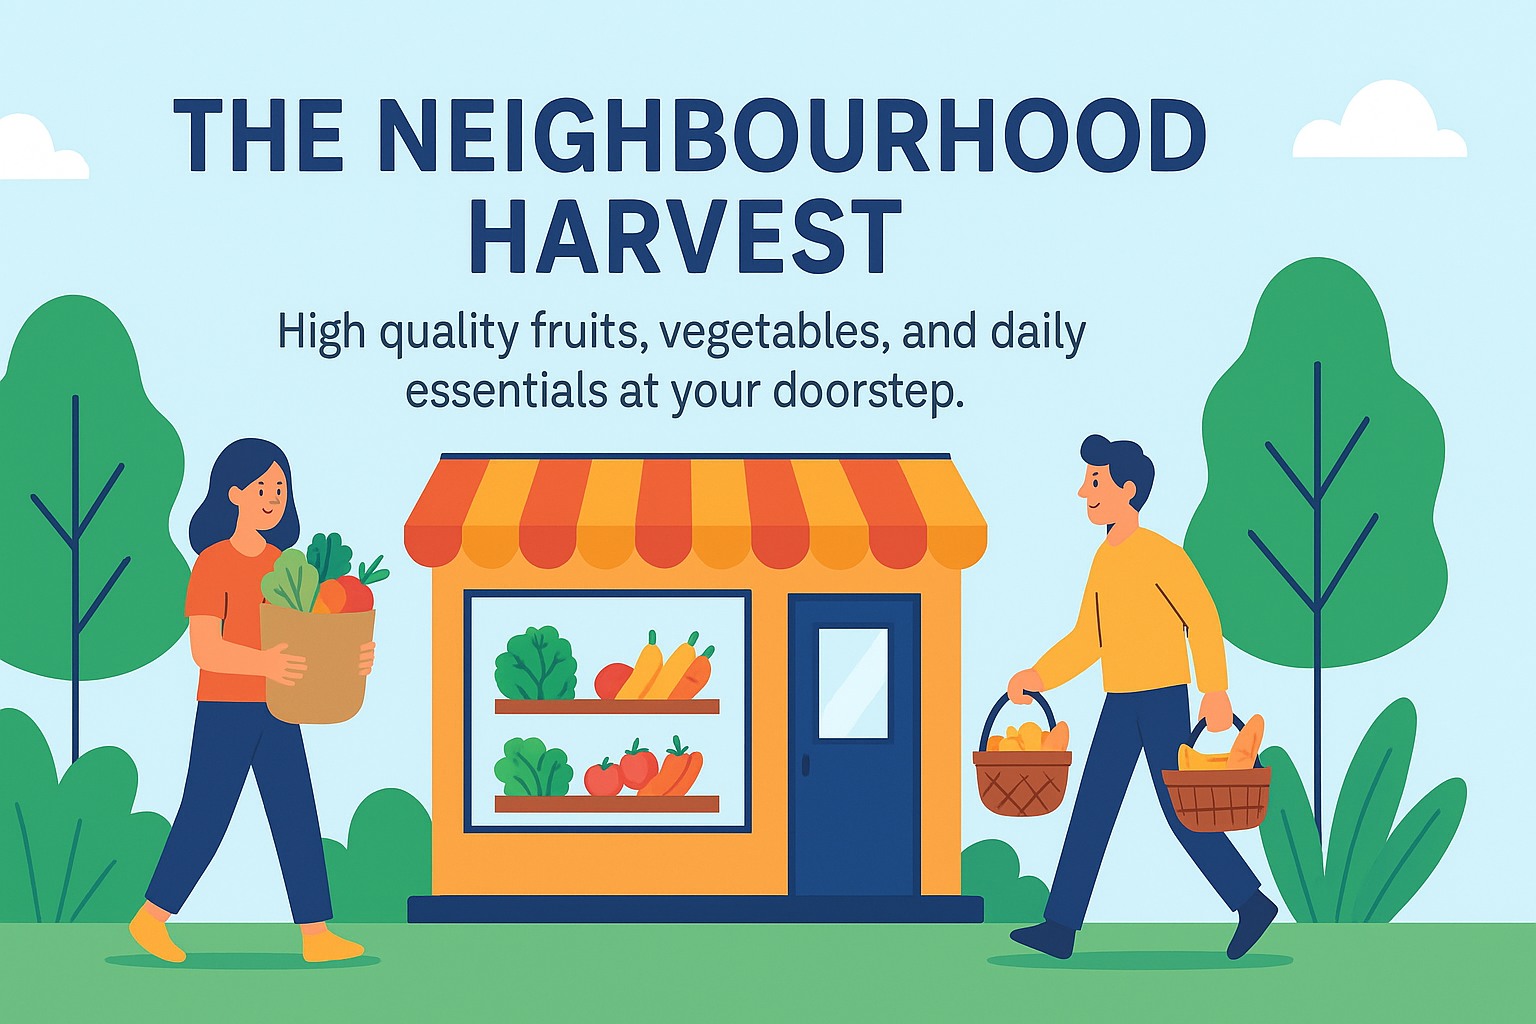 THE NEIGHBOURHOOD
HARVEST
High quality fruits, vegetables, and daily
essentials at your doorstep.